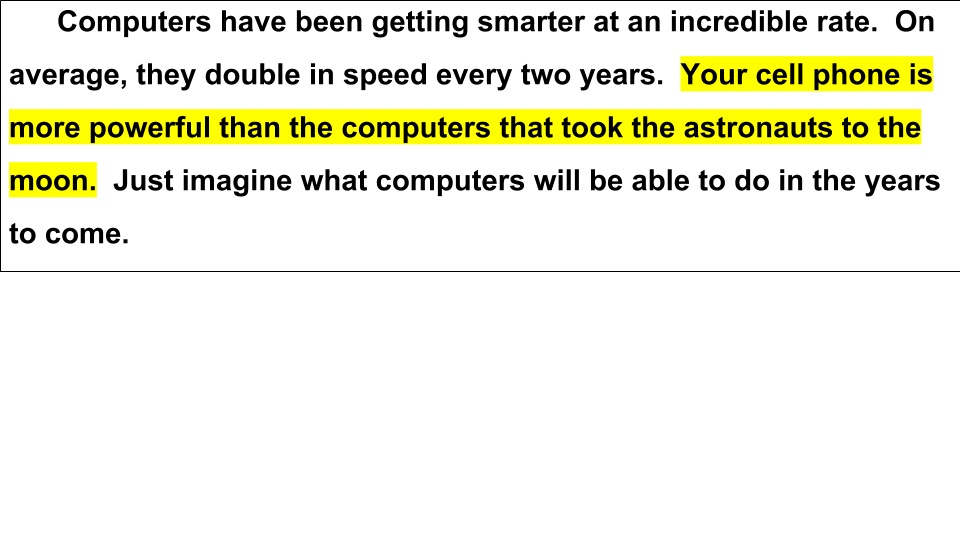 Computers have been getting smarter at an incredible rate.  On
average, they double in speed every two years.  Your cell phone is
more powerful than the computers that took the astronauts to the
moon.  Just imagine what computers will be able to do in the years
to come.